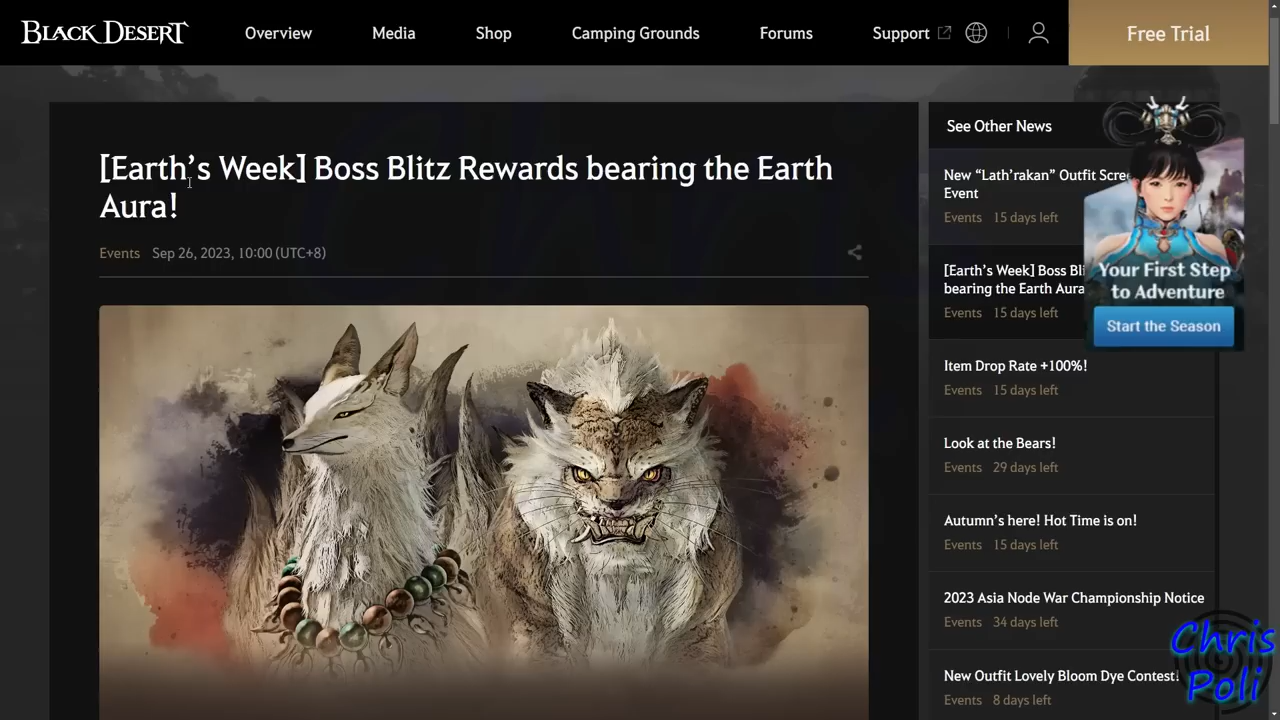 BLACK DESERT
Overview
Media
Shop
Camping Grounds
Forums
Support
Free Trial
[Earth’s Week] Boss Blitz Rewards bearing the Earth
Aura!
Events Sep 26, 2023, 10:00 (UTC+8)
See Other News
New “Lath’rakan” Outfit Scre
Event
Events 15 days left
[Earth’s Week] Boss Bli
bearing the Earth Aura
Events 15 days left
Item Drop Rate +100%!
Events 15 days left
Look at the Bears!
Events 29 days left
Autumn’s here! Hot Time is on!
Events 15 days left
2023 Asia Node War Championship Notice
Events 34 days left
New Outfit Lovely Bloom Dye Contest!
Events 8 days left
Your First Step
to Adventure
Start the Season
Chris
Poli